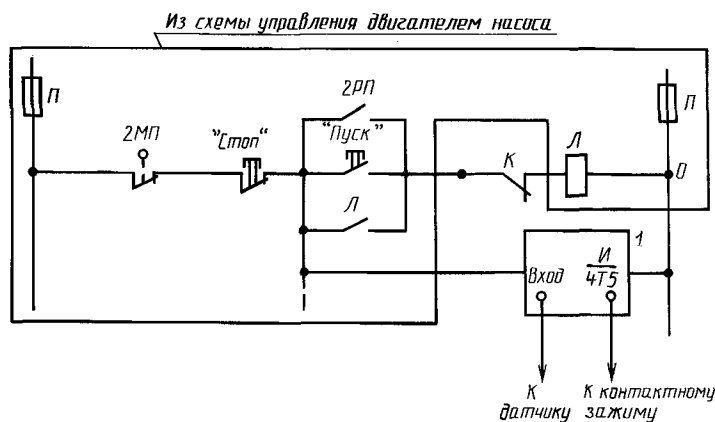 Из схемы управления двигателем насоса
П
2МП
"Стоп"
2РП
"Пуск"
Л
К
Л
П
0
1
Вход
И
4Т5
К датчику
К контактному зажиму